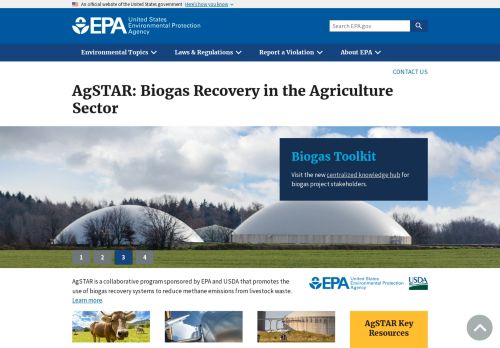 An official website of the United States government Here's how you know
EPA United States Environmental Protection Agency
Search EPA.gov
Environmental Topics
Laws & Regulations
Report a Violation
About EPA
CONTACT US
AgSTAR: Biogas Recovery in the Agriculture
Sector
Biogas Toolkit
Visit the new centralized knowledge hub for
biogas project stakeholders.
1 2 3 4
AgSTAR is a collaborative program sponsored by EPA and USDA that promotes the
use of biogas recovery systems to reduce methane emissions from livestock waste.
Learn more.
EPA United States Environmental Protection Agency
USDA
AgSTAR Key
Resources